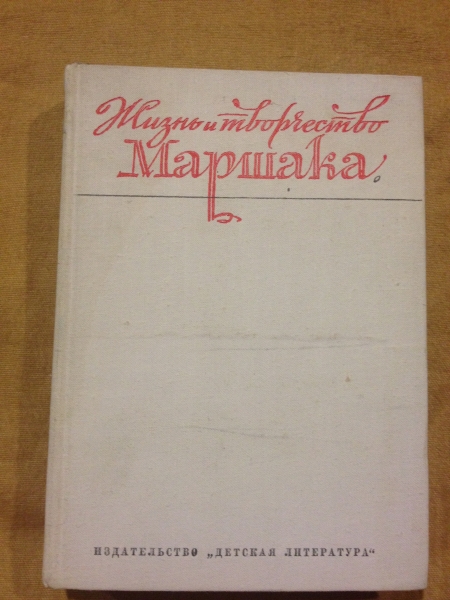 Жизнь и творчество
Маршака.
ИЗДАТЕЛЬСТВО „ДЕТСКАЯ ЛИТЕРАТУРА“